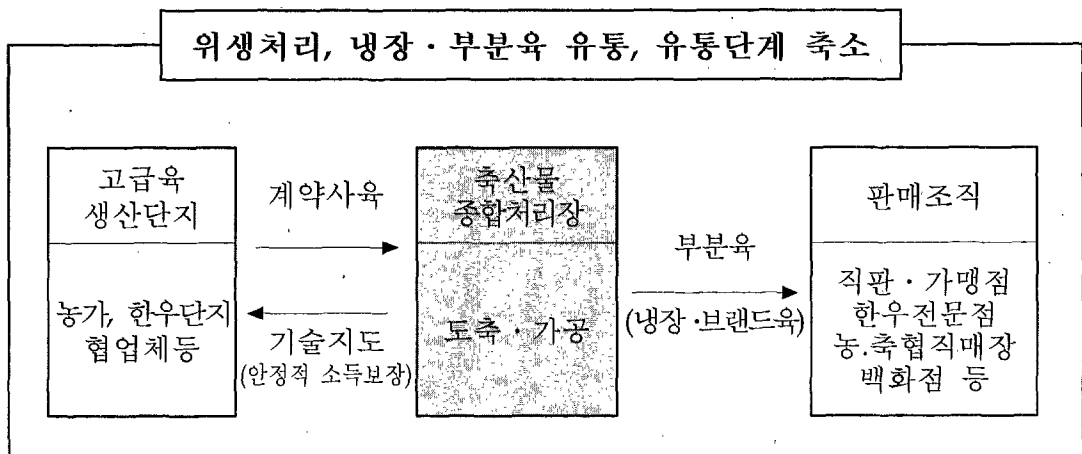 위생처리, 냉장·부분육 유통, 유통단계 축소
고급육
생산단지
농가, 한우단지
협업체등
계약사육
기술지도
(안정적 소득보장)
축산물
종합처리장
도축·가공
부분육
(냉장·브랜드육)
판매조직
직판·가맹점
한우전문점
농.축협직매장
백화점 등